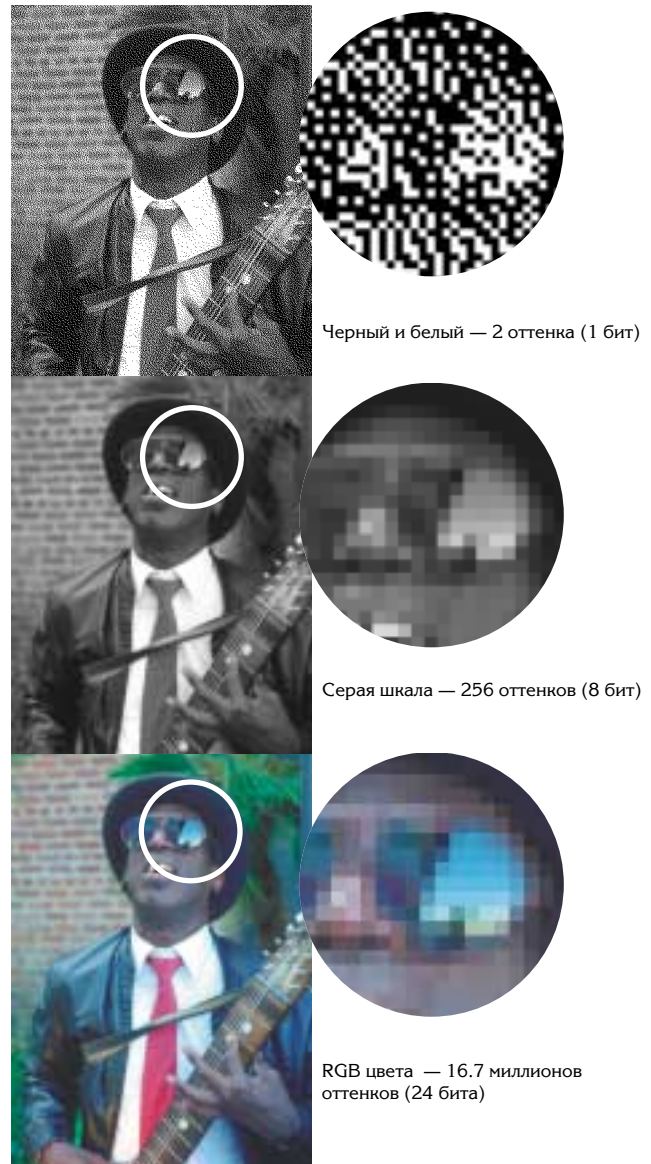 Черный и белый — 2 оттенка (1 бит)
Серая шкала — 256 оттенков (8 бит)
RGB цвета — 16.7 миллионов
оттенков (24 бита)